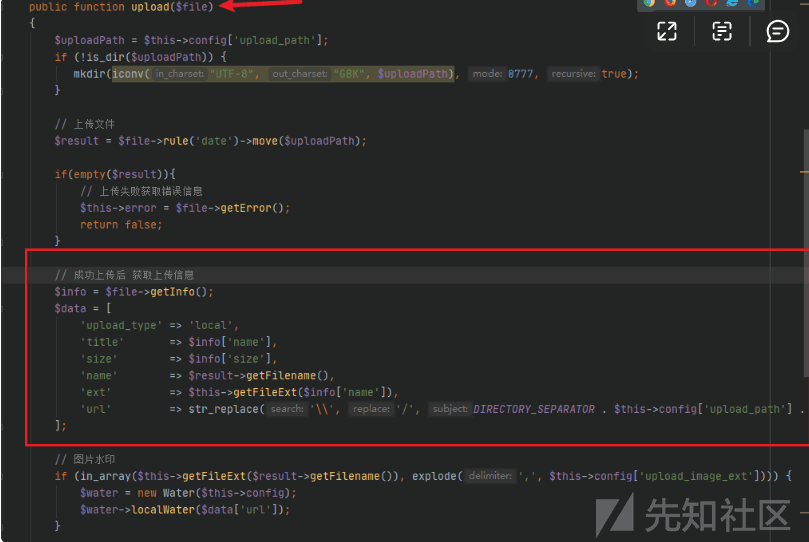 public function upload($file)
{
$uploadPath = $this->config['upload_path'];
if (!is_dir($uploadPath)) {
mkdir(iconv( in_charset: "UTF-8", out_charset: "GBK", $uploadPath), mode: 0777, recursive: true);
}
// 上传文件
$result = $file->rule('date')->move($uploadPath);
if(empty($result)){
// 上传失败获取错误信息
$this->error = $file->getError();
return false;
}
// 成功上传后 获取上传信息
$info = $file->getInfo();
$data = [
'upload_type' => 'local',
'title' => $info['name'],
'size' => $info['size'],
'name' => $result->getFilename(),
'ext' => $this->getFileExt($info['name']),
'url' => str_replace( search: '\\', replace: '/', subject: DIRECTORY_SEPARATOR . $this->config['upload_path'] .
];
// 图片水印
if (in_array($this->getFileExt($result->getFilename()), explode( delimiter: ',', $this->config['upload_image_ext']))) {
$water = new Water($this->config);
$water->localWater($data['url']);
}
先知社区